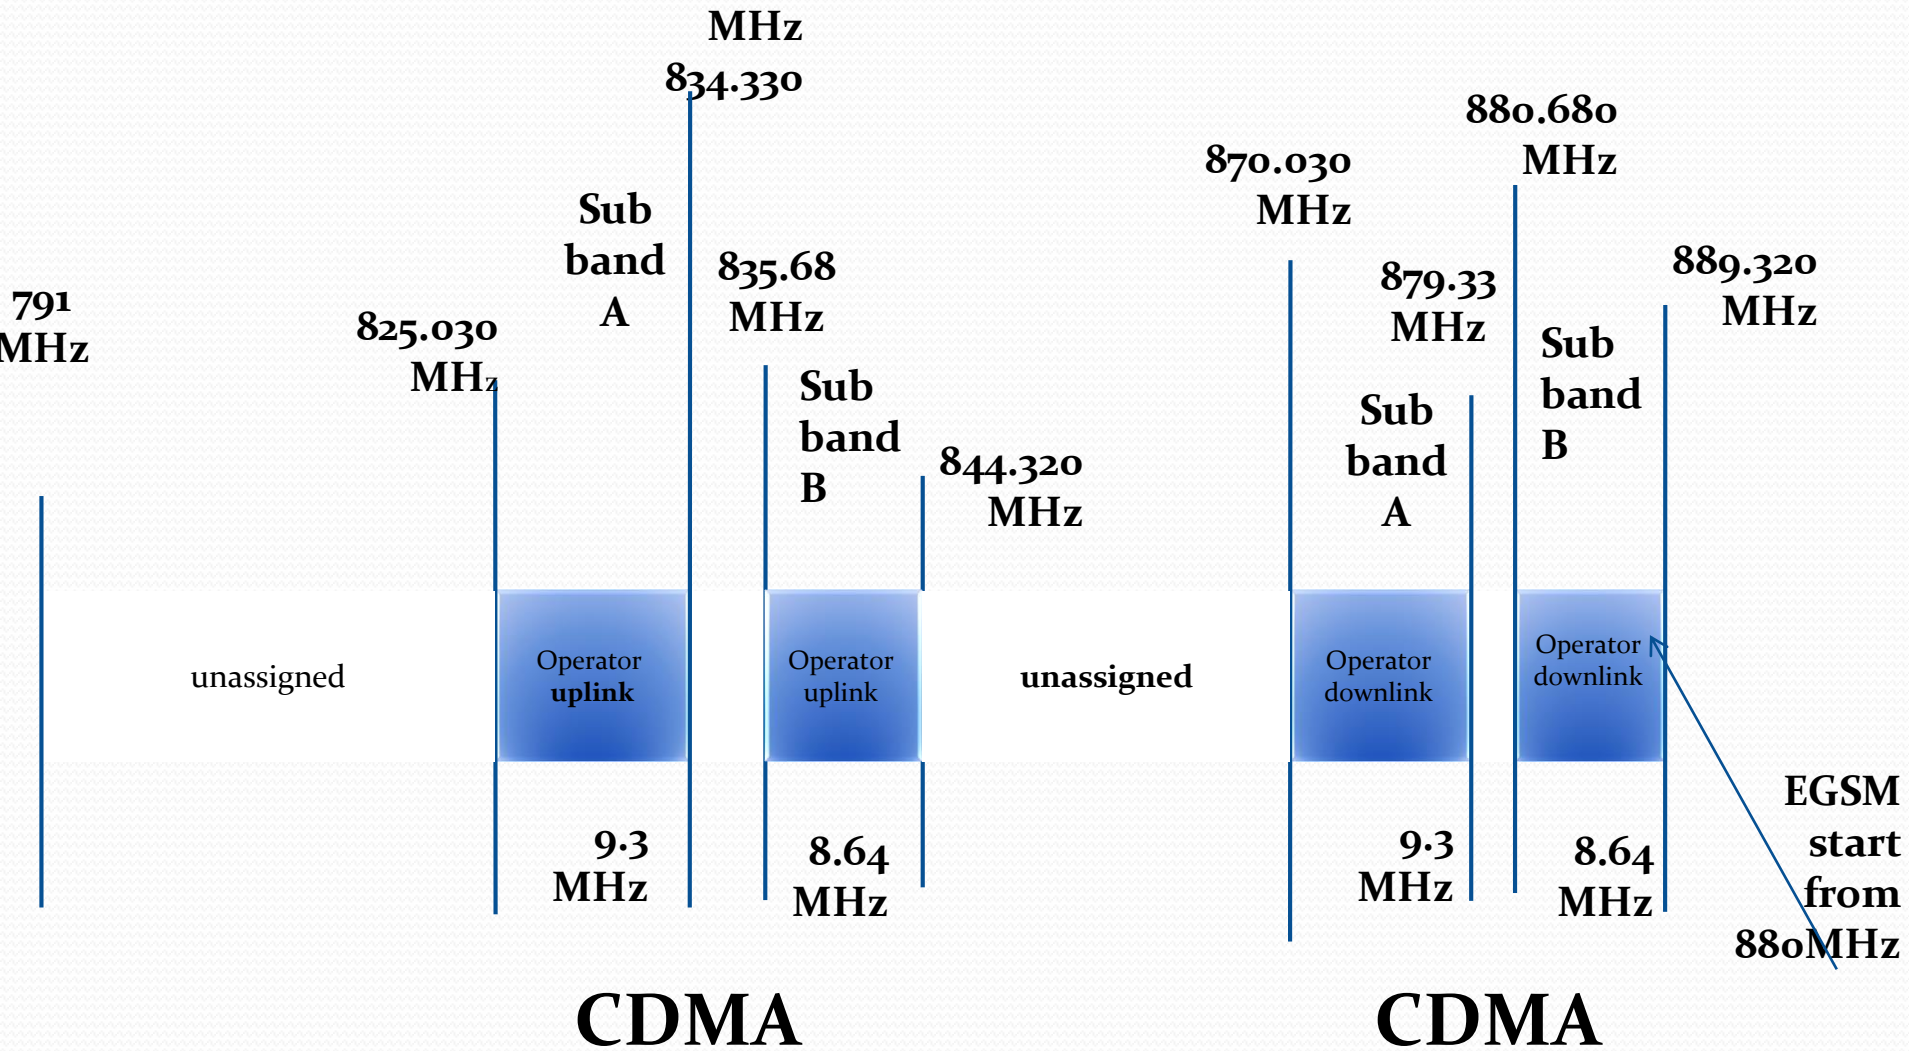 MHz
834.330
880.680
MHz
870.030
MHz
Sub
band
A
835.68
MHz
879.33
MHz
889.320
MHz
791
MHz
825.030
MHz
Sub
band
B
Sub
band
B
Sub
band
A
844.320
MHz
unassigned
Operator
uplink
Operator
uplink
unassigned
Operator
downlink
Operator
downlink
9.3
MHz
8.64
MHz
9.3
MHz
8.64
MHz
EGSM
start
from
880MHz
CDMA
CDMA